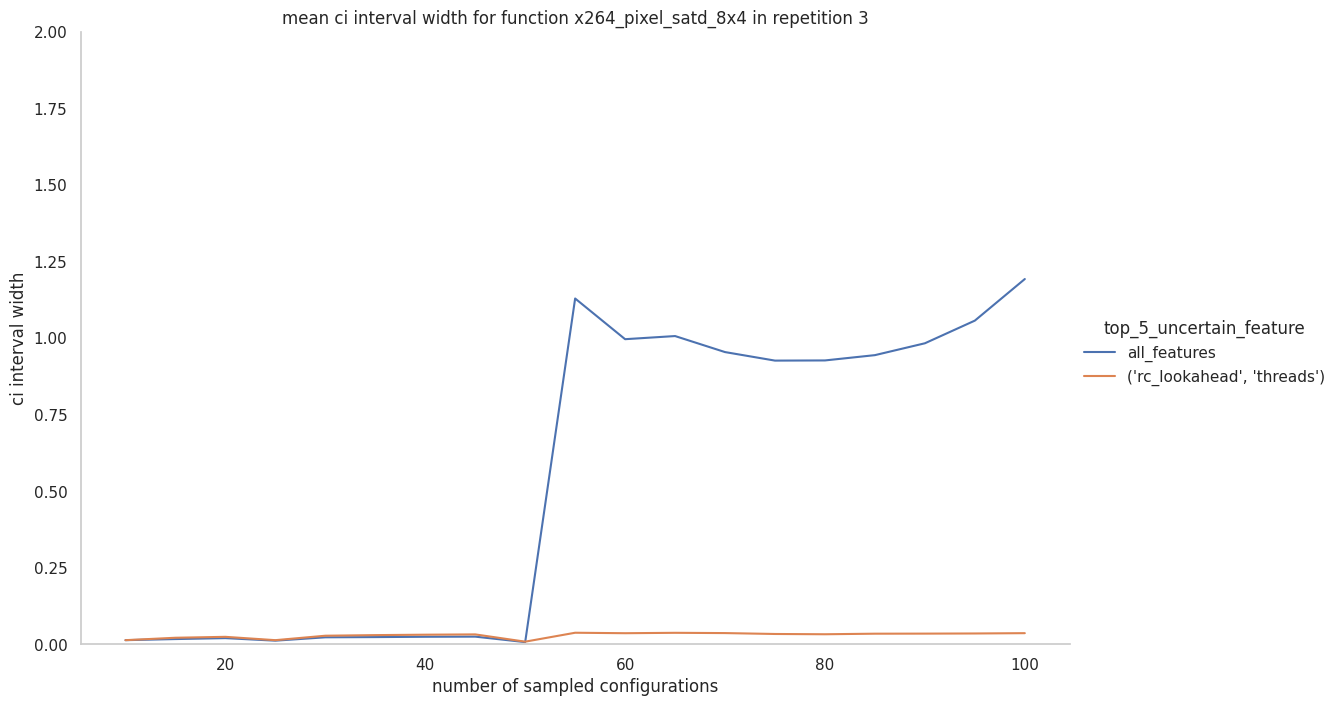 mean ci interval width for function x264_pixel_satd_8x4 in repetition 3
2.00
1.75
1.50
1.25
1.00
0.75
0.50
0.25
0.00
ci interval width
20
40
60
80
100
number of sampled configurations
top_5_uncertain_feature
all_features
('rc_lookahead', 'threads')